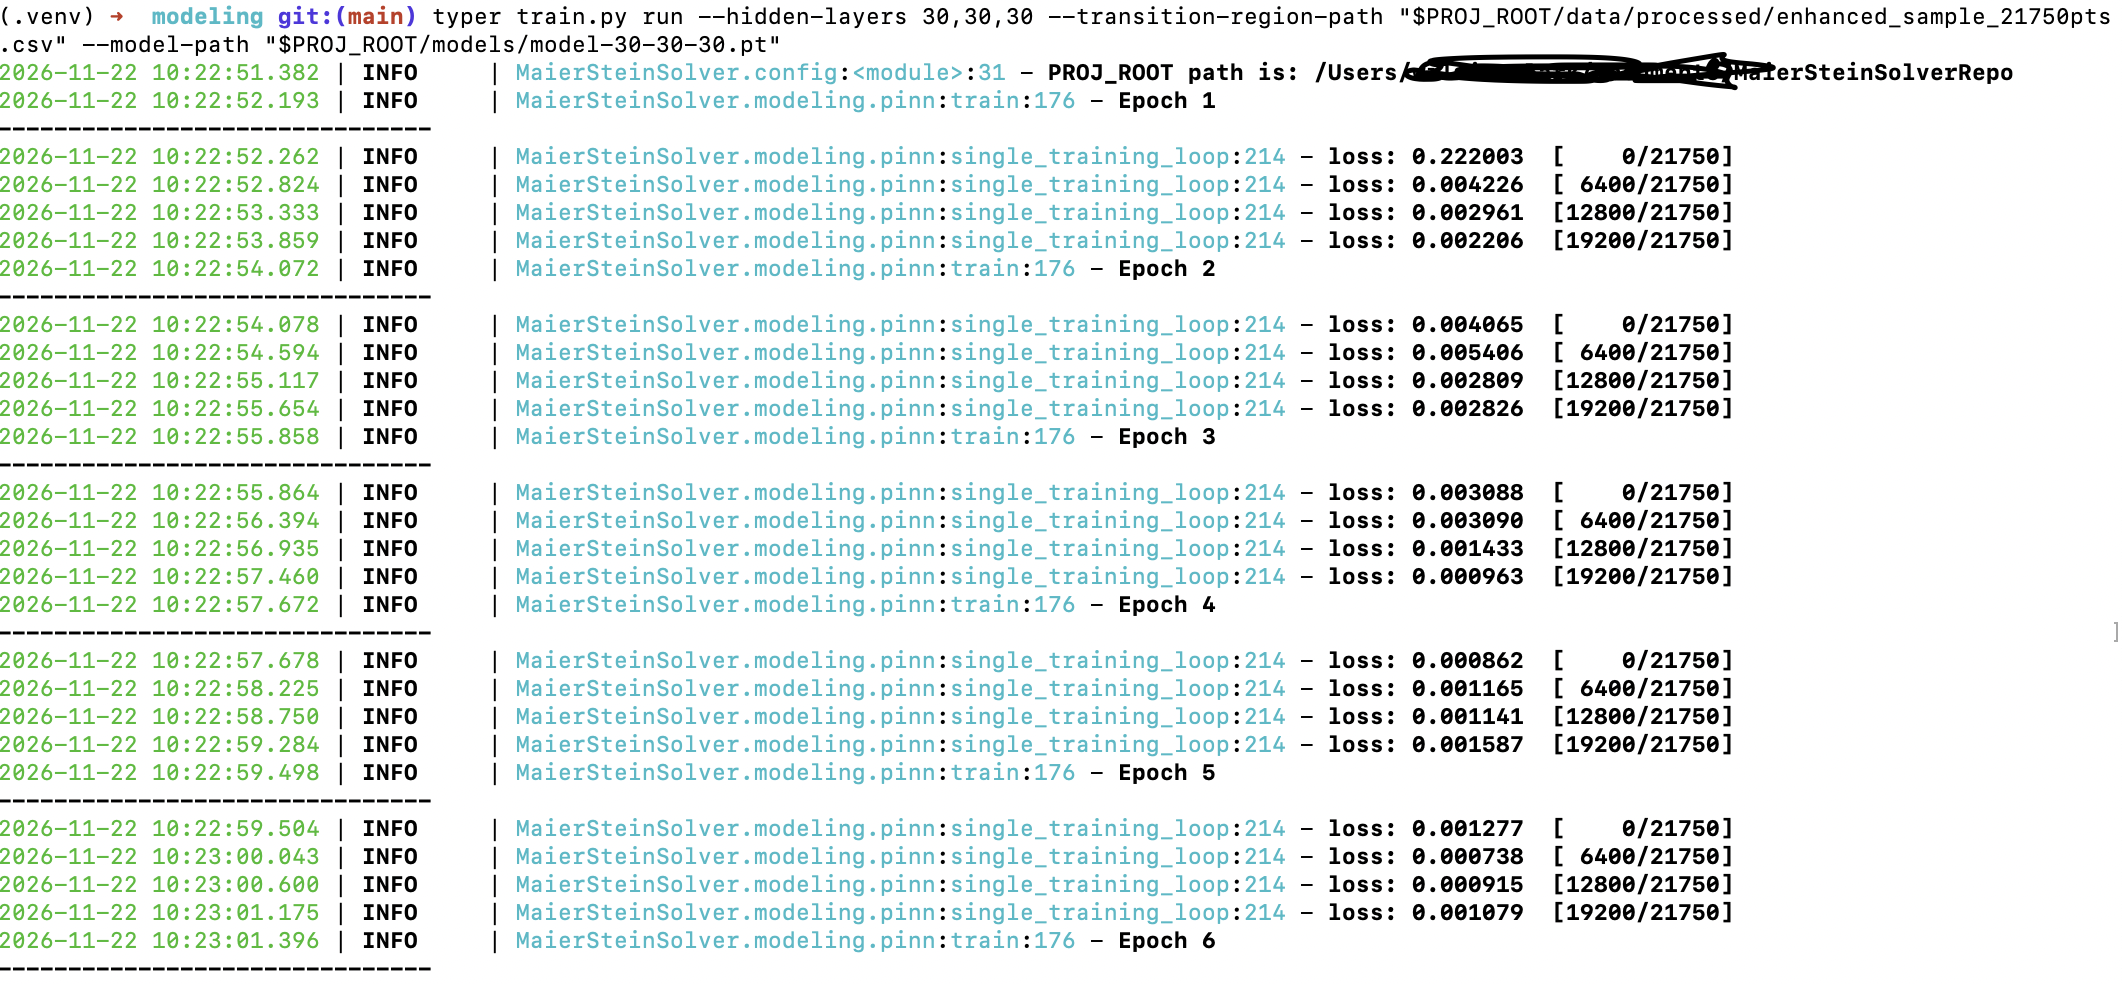 (.venv) → modeling git:(main) typer train.py run --hidden-layers 30,30,30 --transition-region-path "$PROJ_ROOT/data/processed/enhanced_sample_21750pts
.csv" --model-path "$PROJ_ROOT/models/model-30-30-30.pt"
2026-11-22 10:22:51.382 | INFO     | MaierSteinSolver.config:<module>:31 - PROJ_ROOT path is: /Users/ MaierSteinSolverRepo
2026-11-22 10:22:52.193 | INFO     | MaierSteinSolver.modeling.pinn:train:176 - Epoch 1
-------------------------------
2026-11-22 10:22:52.262 | INFO     | MaierSteinSolver.modeling.pinn:single_training_loop:214 - loss: 0.222003  [    0/21750]
2026-11-22 10:22:52.824 | INFO     | MaierSteinSolver.modeling.pinn:single_training_loop:214 - loss: 0.004226  [ 6400/21750]
2026-11-22 10:22:53.333 | INFO     | MaierSteinSolver.modeling.pinn:single_training_loop:214 - loss: 0.002961  [12800/21750]
2026-11-22 10:22:53.859 | INFO     | MaierSteinSolver.modeling.pinn:single_training_loop:214 - loss: 0.002206  [19200/21750]
2026-11-22 10:22:54.072 | INFO     | MaierSteinSolver.modeling.pinn:train:176 - Epoch 2
-------------------------------
2026-11-22 10:22:54.078 | INFO     | MaierSteinSolver.modeling.pinn:single_training_loop:214 - loss: 0.004065  [    0/21750]
2026-11-22 10:22:54.594 | INFO     | MaierSteinSolver.modeling.pinn:single_training_loop:214 - loss: 0.005406  [ 6400/21750]
2026-11-22 10:22:55.117 | INFO     | MaierSteinSolver.modeling.pinn:single_training_loop:214 - loss: 0.002809  [12800/21750]
2026-11-22 10:22:55.654 | INFO     | MaierSteinSolver.modeling.pinn:single_training_loop:214 - loss: 0.002826  [19200/21750]
2026-11-22 10:22:55.858 | INFO     | MaierSteinSolver.modeling.pinn:train:176 - Epoch 3
-------------------------------
2026-11-22 10:22:55.864 | INFO     | MaierSteinSolver.modeling.pinn:single_training_loop:214 - loss: 0.003088  [    0/21750]
2026-11-22 10:22:56.394 | INFO     | MaierSteinSolver.modeling.pinn:single_training_loop:214 - loss: 0.003090  [ 6400/21750]
2026-11-22 10:22:56.935 | INFO     | MaierSteinSolver.modeling.pinn:single_training_loop:214 - loss: 0.001433  [12800/21750]
2026-11-22 10:22:57.460 | INFO     | MaierSteinSolver.modeling.pinn:single_training_loop:214 - loss: 0.000963  [19200/21750]
2026-11-22 10:22:57.672 | INFO     | MaierSteinSolver.modeling.pinn:train:176 - Epoch 4
-------------------------------
2026-11-22 10:22:57.678 | INFO     | MaierSteinSolver.modeling.pinn:single_training_loop:214 - loss: 0.000862  [    0/21750]
2026-11-22 10:22:58.225 | INFO     | MaierSteinSolver.modeling.pinn:single_training_loop:214 - loss: 0.001165  [ 6400/21750]
2026-11-22 10:22:58.750 | INFO     | MaierSteinSolver.modeling.pinn:single_training_loop:214 - loss: 0.001141  [12800/21750]
2026-11-22 10:22:59.284 | INFO     | MaierSteinSolver.modeling.pinn:single_training_loop:214 - loss: 0.001587  [19200/21750]
2026-11-22 10:22:59.498 | INFO     | MaierSteinSolver.modeling.pinn:train:176 - Epoch 5
-------------------------------
2026-11-22 10:22:59.504 | INFO     | MaierSteinSolver.modeling.pinn:single_training_loop:214 - loss: 0.001277  [    0/21750]
2026-11-22 10:23:00.043 | INFO     | MaierSteinSolver.modeling.pinn:single_training_loop:214 - loss: 0.000738  [ 6400/21750]
2026-11-22 10:23:00.600 | INFO     | MaierSteinSolver.modeling.pinn:single_training_loop:214 - loss: 0.000915  [12800/21750]
2026-11-22 10:23:01.175 | INFO     | MaierSteinSolver.modeling.pinn:single_training_loop:214 - loss: 0.001079  [19200/21750]
2026-11-22 10:23:01.396 | INFO     | MaierSteinSolver.modeling.pinn:train:176 - Epoch 6
-------------------------------